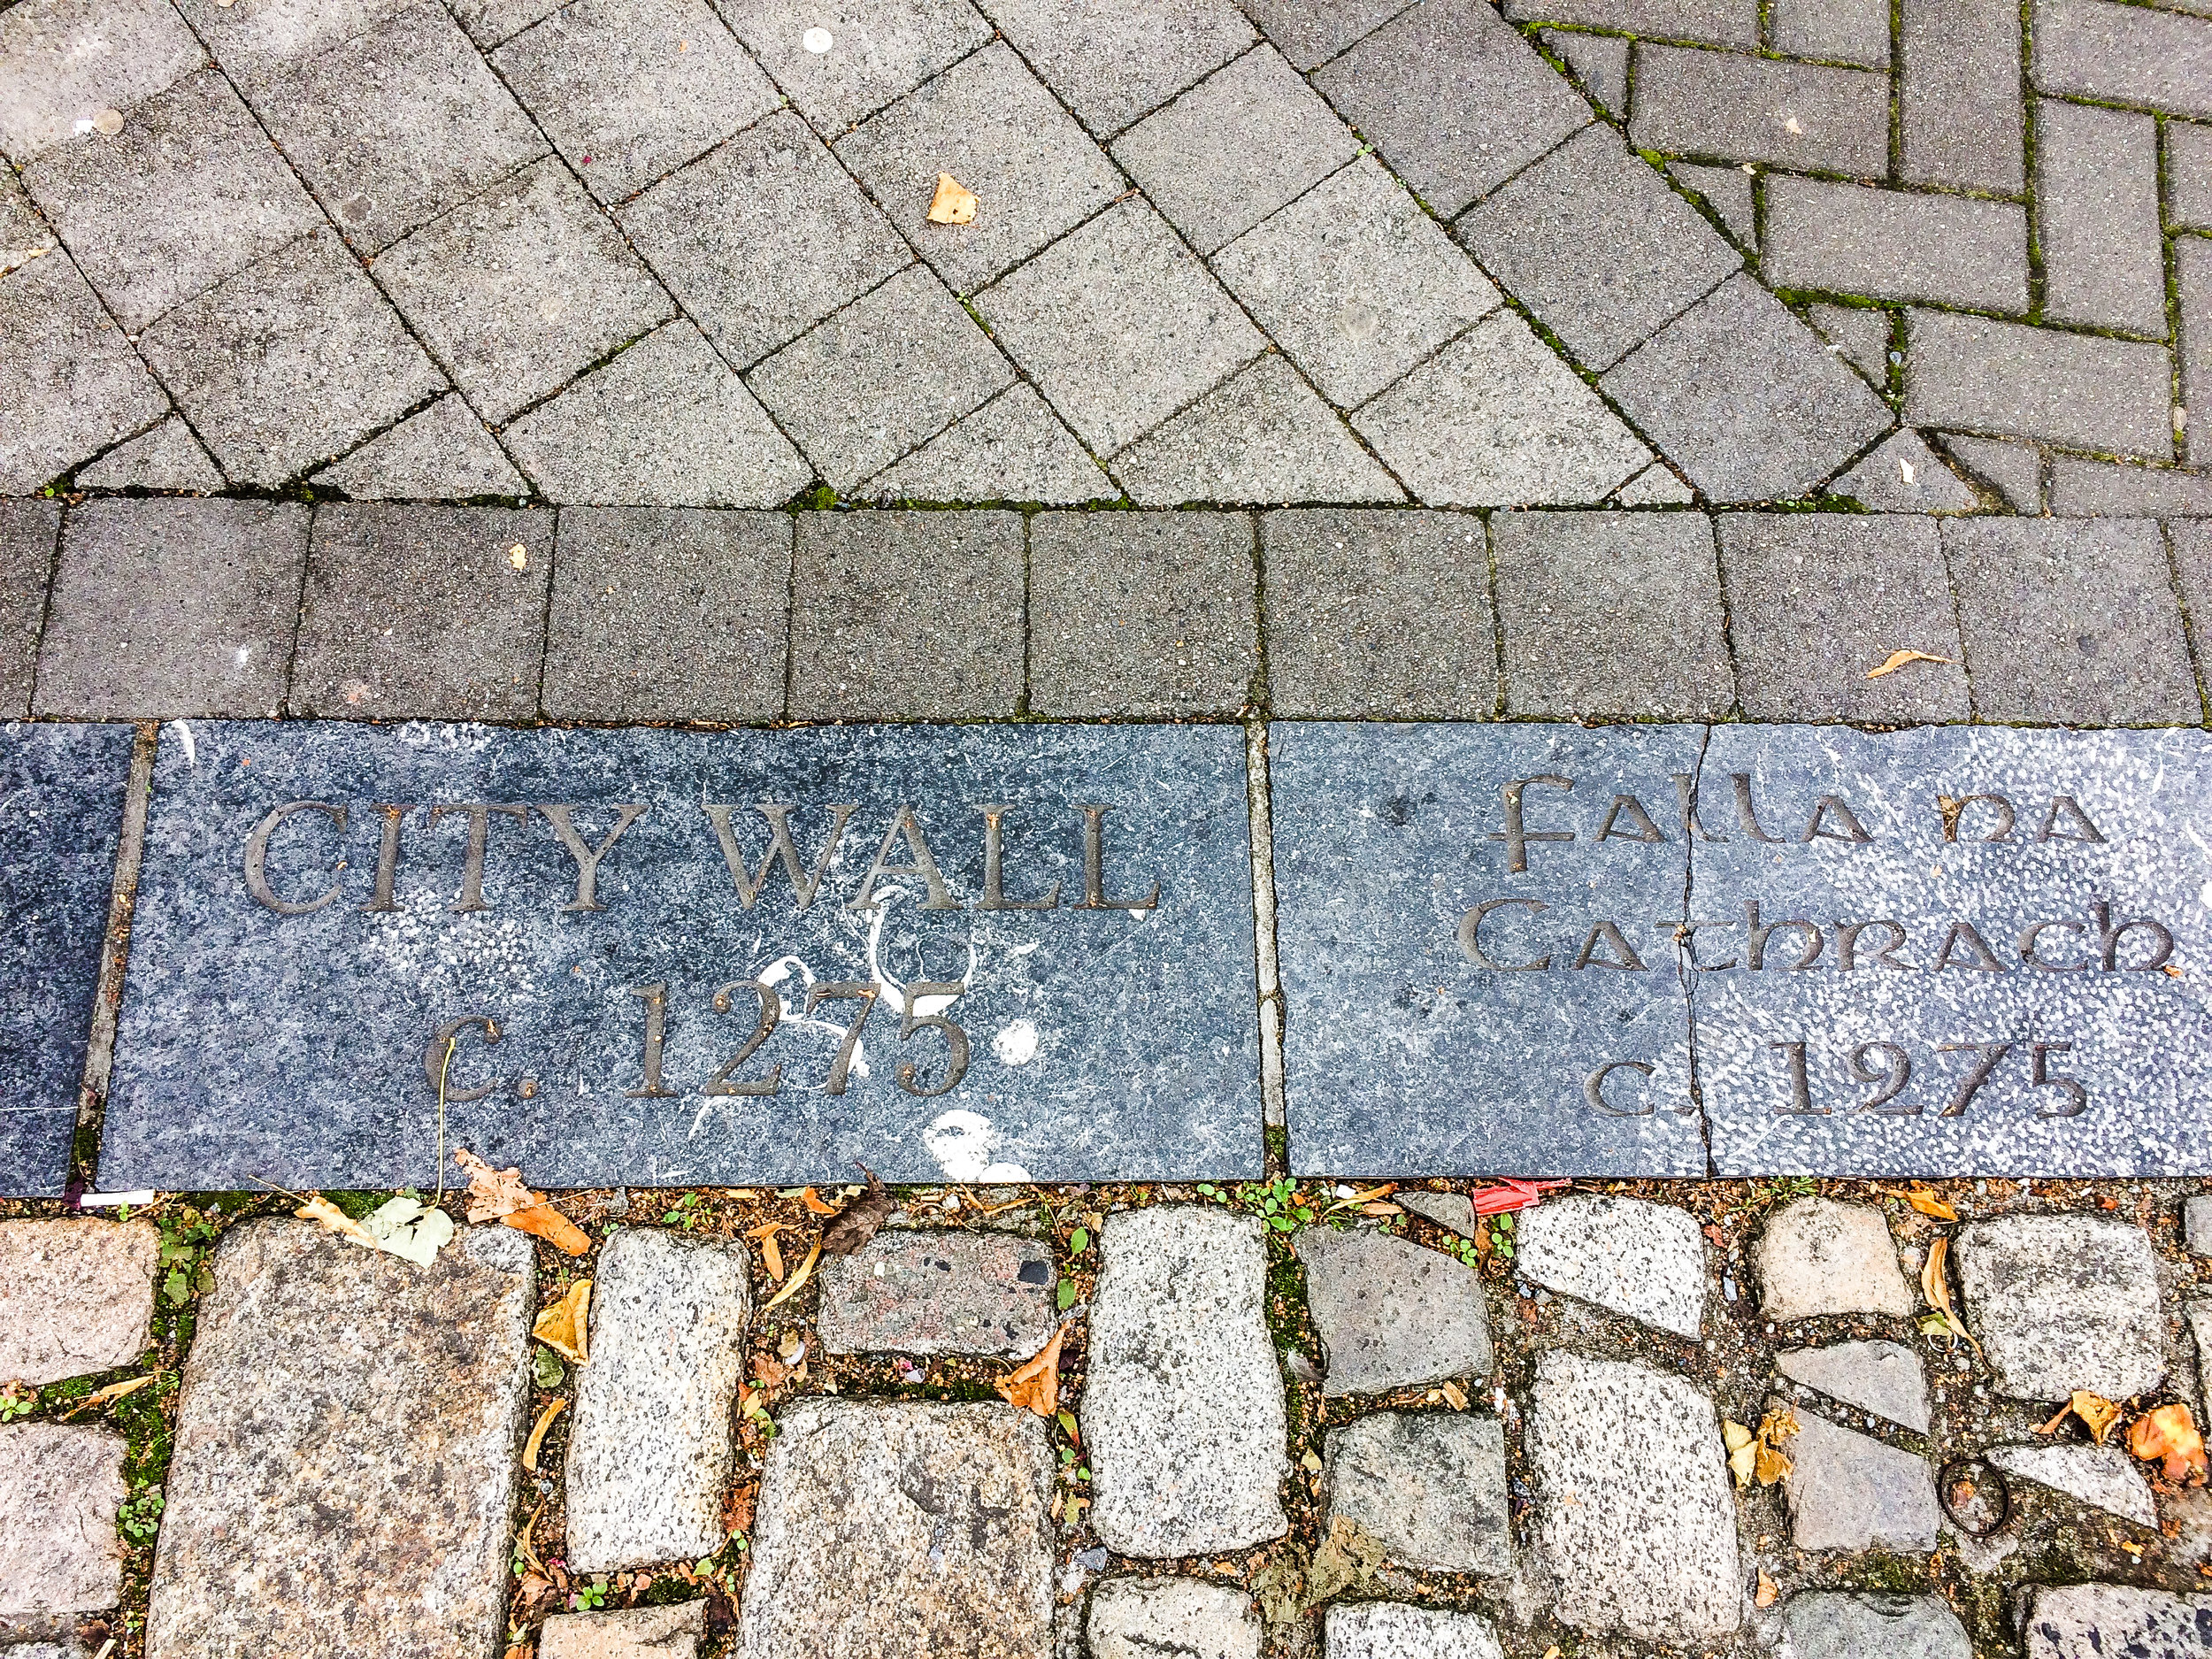 CITY WALL
c. 1275
Falla na
Cathrach
c. 1275